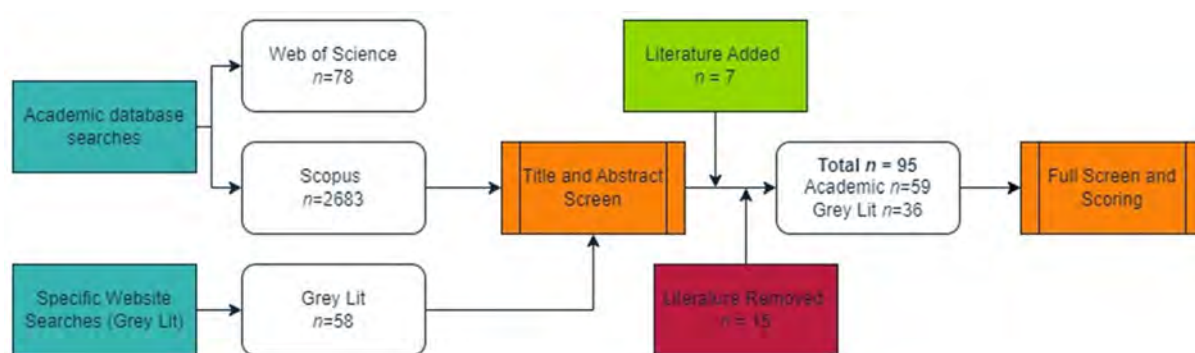 Academic database
searches
Web of Science
n=78
Scopus
n=2683
Specific Website
Searches (Grey Lit)
Grey Lit
n=58
Title and Abstract
Screen
Literature Added
n = 7
Literature Removed
n = 15
Total n = 95
Academic n=59
Grey Lit n=36
Full Screen and
Scoring